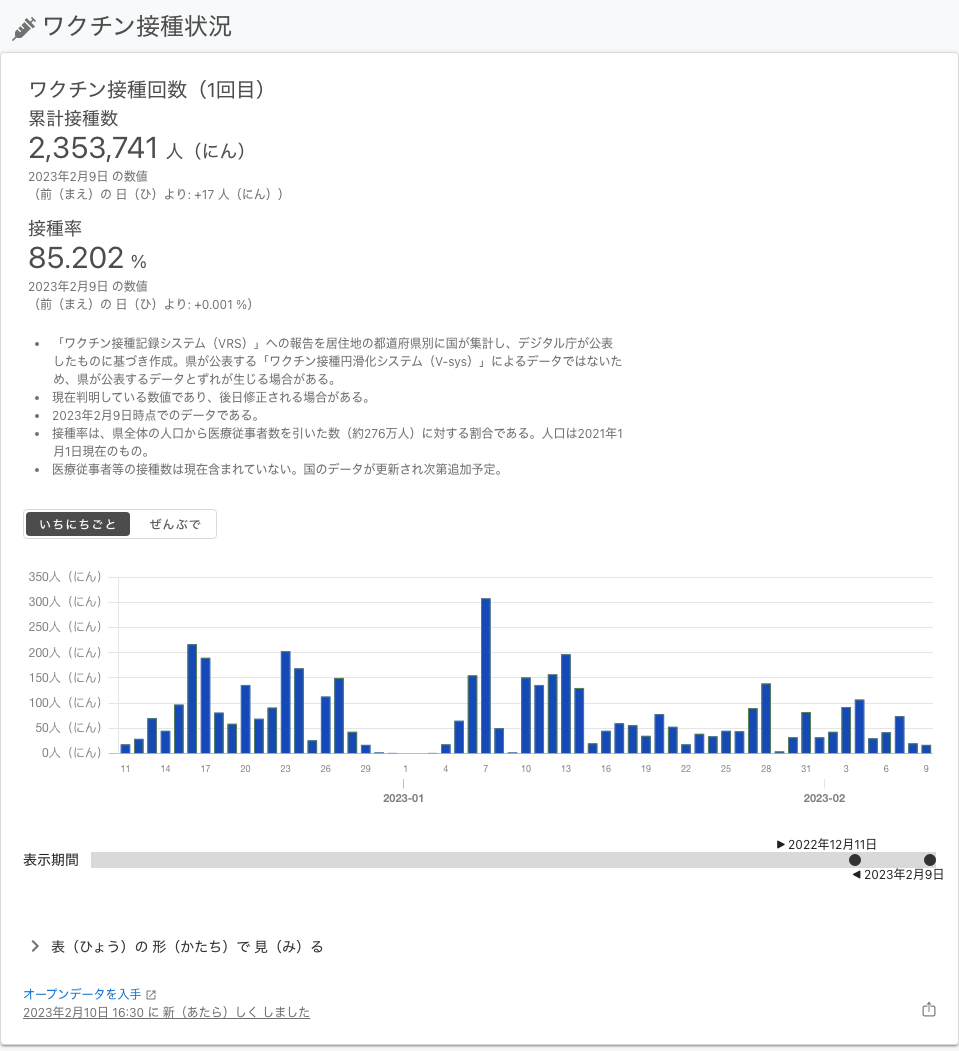 ワクチン接種状況
ワクチン接種回数（1回目）
累計接種数
2,353,741 人（にん）
2023年2月9日 の数値
（前（まえ）の 日（ひ）より: +17 人（にん））
接種率
85.202 %
2023年2月9日 の数値
（前（まえ）の 日（ひ）より: +0.001 %）
• 「ワクチン接種記録システム（VRS）」への報告を居住地の都道府県別に国が集計し、デジタル庁が公表
したものに基づき作成。県が公表する「ワクチン接種円滑化システム（V-sys）」によるデータではないた
め、県が公表するデータとずれが生じる場合がある。
• 現在判明している数値であり、後日修正される場合がある。
• 2023年2月9日時点でのデータである。
• 接種率は、県全体の人口から医療従事者数を引いた数（約276万人）に対する割合である。人口は2021年1
月1日現在のもの。
• 医療従事者等の接種数は現在含まれていない。国のデータが更新され次第追加予定。
いちにちごと ぜんぶで
350人（にん）
300人（にん）
250人（にん）
200人（にん）
150人（にん）
100人（にん）
50人（にん）
0人（にん）
11 14 17 20 23 26 29 1 4 7 10 13 16 19 22 25 28 31 3 6 9
2023-01 2023-02
▶ 2022年12月11日
表示期間
◀ 2023年2月9日
表（ひょう）の 形（かたち）で 見（み）る
オープンデータを入手
2023年2月10日 16:30 に 新（あたら）しく しました